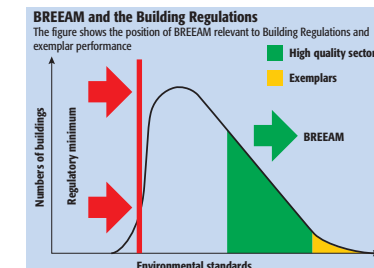 BREEAM and the Building Regulations
The figure shows the position of BREEAM relevant to Building Regulations and
exemplar performance
High quality sector
Exemplars
BREEAM
Numbers of buildings
Regulatory minimum
Environmental standards